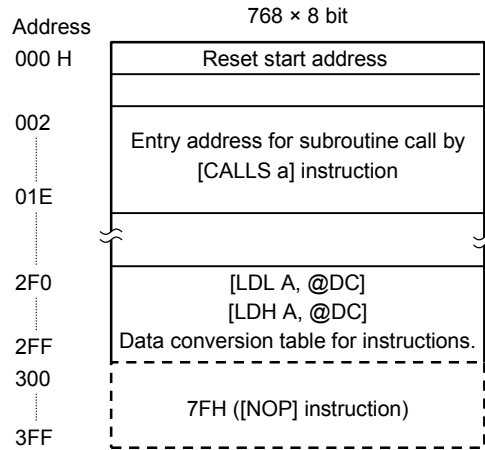 768 × 8 bit
Address
000 H
Reset start address
002
Entry address for subroutine call by
[CALLS a] instruction
01E
2F0
[LDL A, @DC]
[LDH A, @DC]
2FF
Data conversion table for instructions.
300
7FH ([NOP] instruction)
3FF